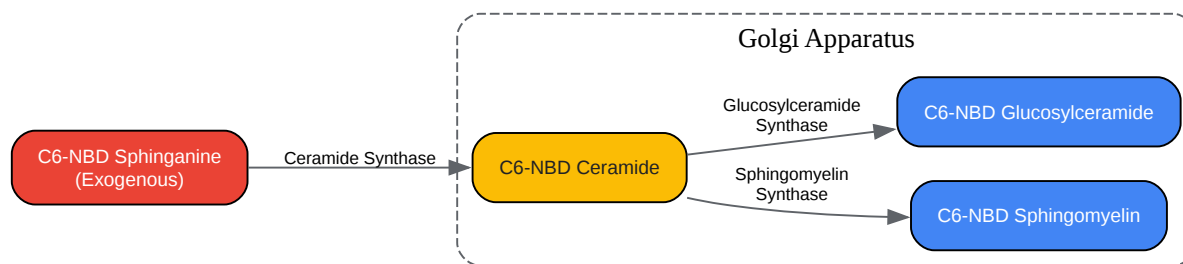 Golgi Apparatus
C6-NBD Sphinganine
(Exogenous)
Ceramide Synthase
C6-NBD Ceramide
Glucosylceramide
Synthase
C6-NBD Glucosylceramide
Sphingomyelin
Synthase
C6-NBD Sphingomyelin